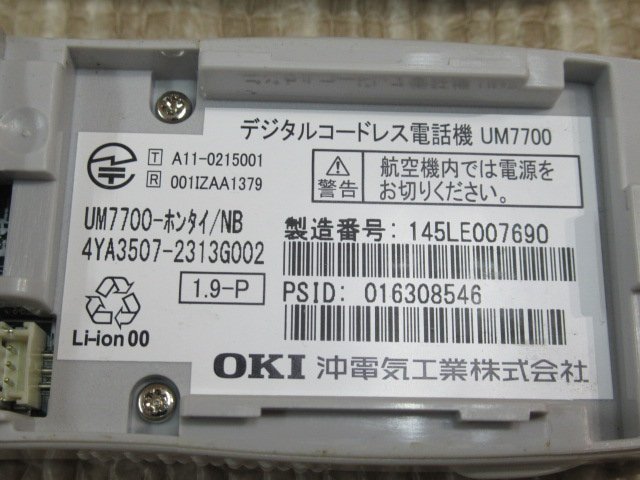 デジタルコードレス電話機 UM7700
T A11-0215001
R 001IZAA1379
警告
航空機内では電源を
お切りください。
UM7700-ホンタイ/NB
4YA3507-2313G002
製造番号: 145LE007690
1.9-P
PSID: 016308546
Li-ion 00
OKI 沖電気工業株式会社